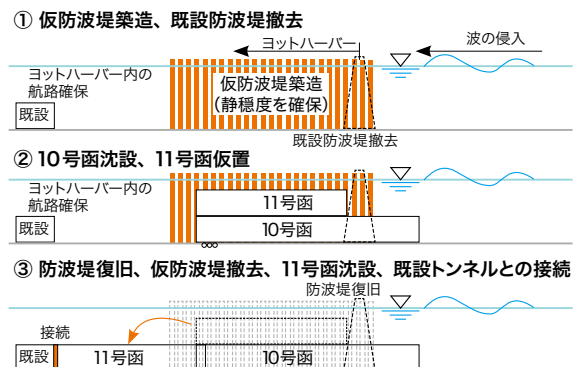 ① 仮防波堤築造、既設防波堤撤去
ヨットハーバー
波の侵入
ヨットハーバー内の
航路確保
既設
仮防波堤築造
(静穏度を確保)
既設防波堤撤去
② 10号函沈設、11号函仮置
ヨットハーバー内の
航路確保
既設
11号函
10号函
③ 防波堤復旧、仮防波堤撤去、11号函沈設、既設トンネルとの接続
防波堤復旧
接続
既設
11号函
10号函